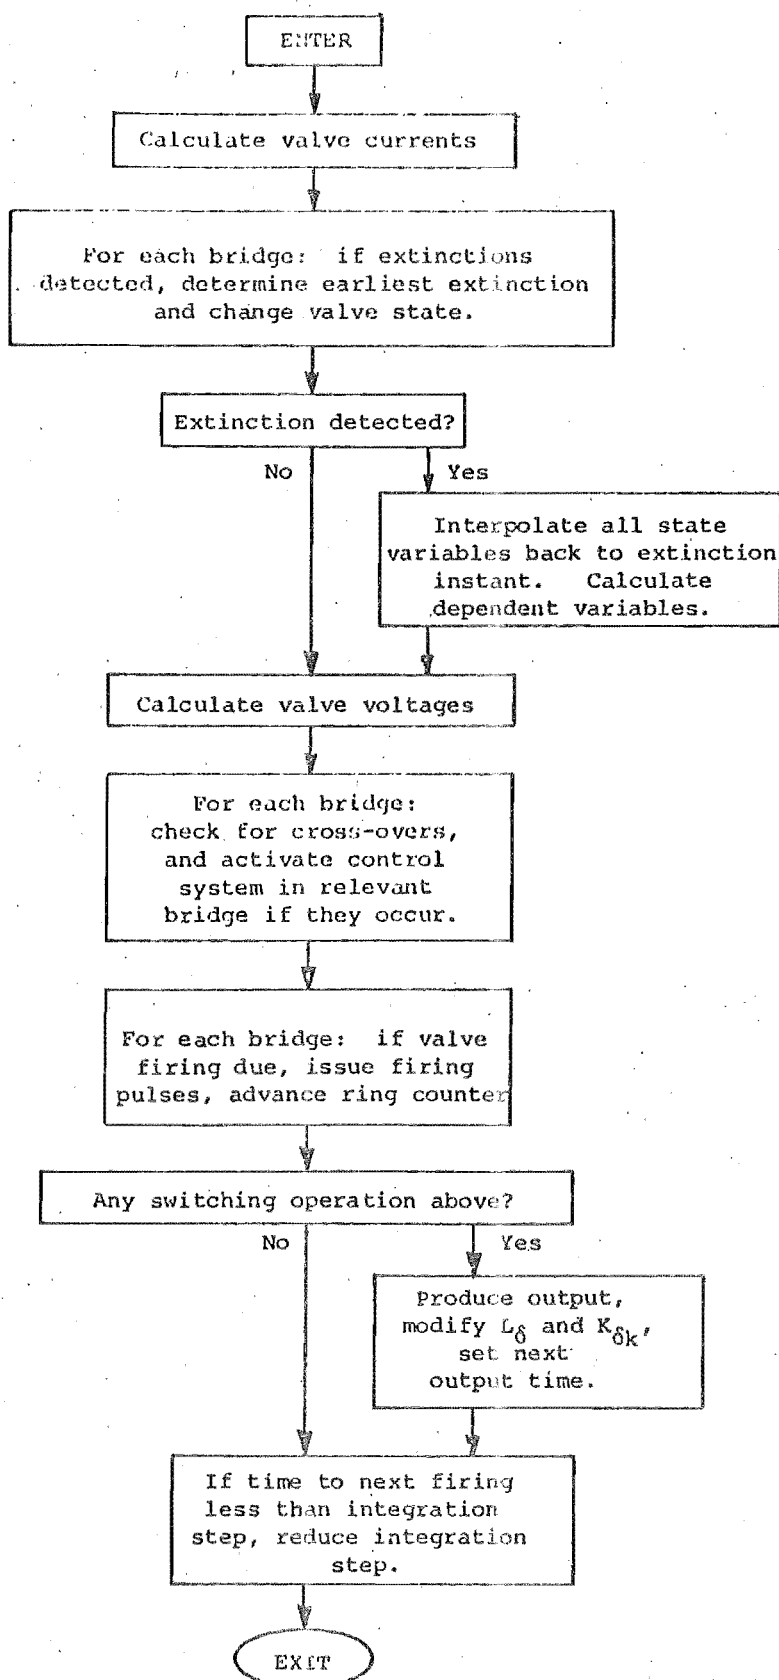 ENTER
Calculate valve currents
For each bridge: if extinctions
detected, determine earliest extinction
and change valve state.
Extinction detected?
No
Yes
Interpolate all state
variables back to extinction
instant. Calculate
dependent variables.
Calculate valve voltages
For each bridge:
check for cross-overs,
and activate control
system in relevant
bridge if they occur.
For each bridge: if valve
firing due, issue firing
pulses, advance ring counter
Any switching operation above?
No
Yes
Produce output,
modify Lδ and Kδk,
set next
output time.
If time to next firing
less than integration
step, reduce integration
step.
EXIT